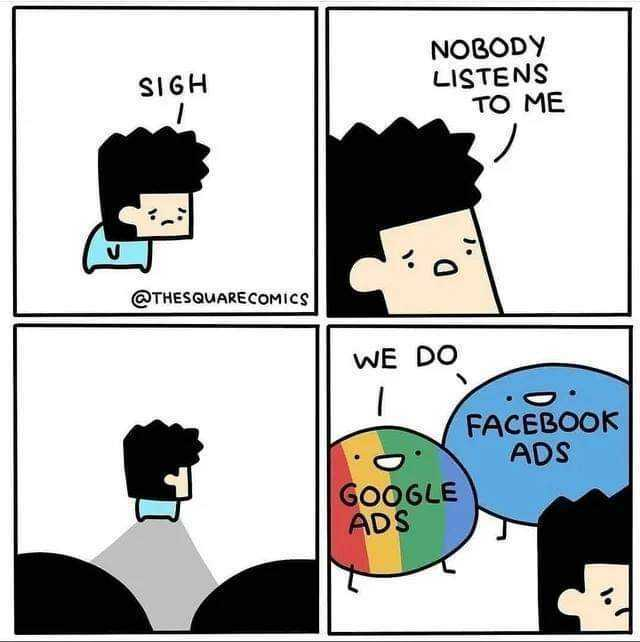 SIGH
@THESQUARECOMICS
NOBODY
LISTENS
TO ME
WE DO
GOOGLE
ADS
FACEBOOK
ADS